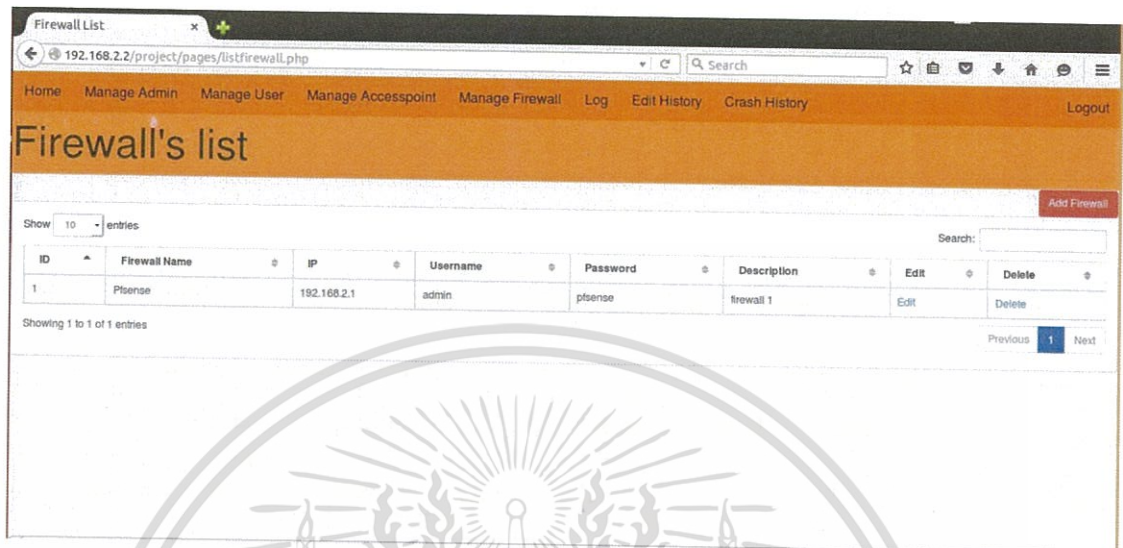 Firewall List
192.168.2.2/project/pages/listfirewall.php
Search
Home Manage Admin Manage User Manage Accesspoint Manage Firewall Log Edit History Crash History Logout
Firewall's list
Add Firewall
Show 10 entries
Search:
ID Firewall Name IP Username Password Description Edit Delete
1 Pfsense 192.168.2.1 admin pfsense firewall 1 Edit Delete
Showing 1 to 1 of 1 entries
Previous 1 Next